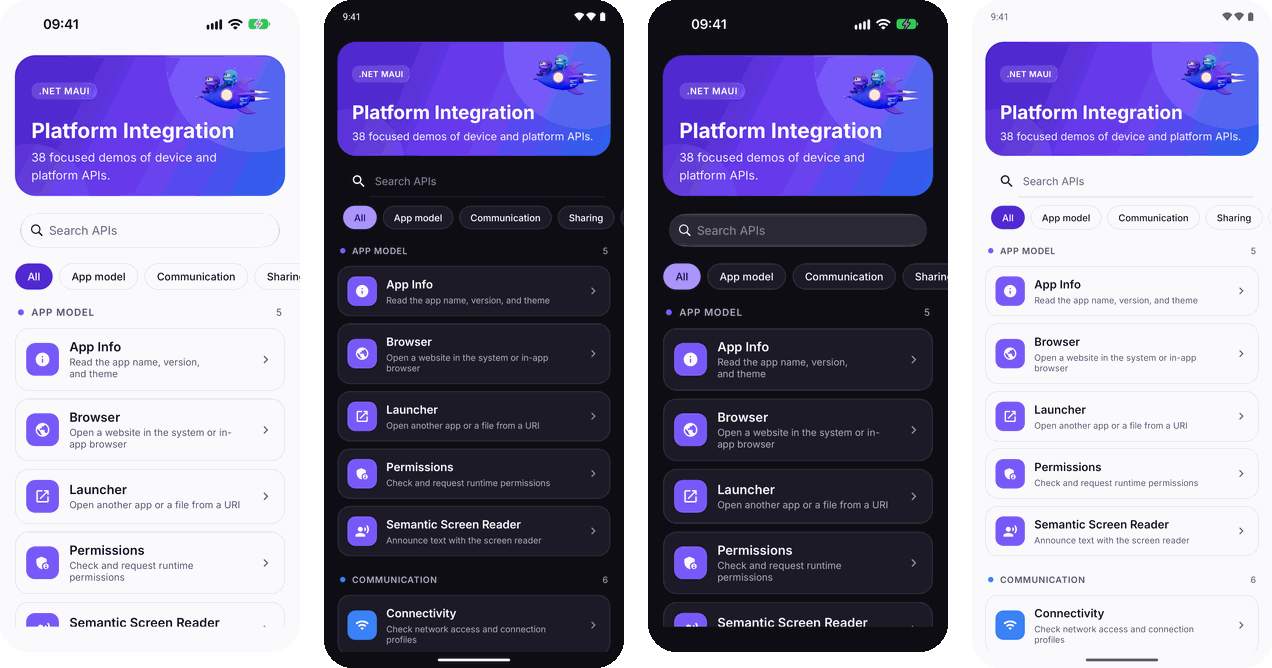 09:41
.NET MAUI
Platform Integration
38 focused demos of device and
platform APIs.
Search APIs
All
App model
Communication
Sharing
APP MODEL
5
App Info
Read the app name, version,
and theme
Browser
Open a website in the system or in-
app browser
Launcher
Open another app or a file from a URI
Permissions
Check and request runtime
permissions
Semantic Screen Reader
9:41
.NET MAUI
Platform Integration
38 focused demos of device and platform APIs.
Search APIs
All
App model
Communication
Sharing
APP MODEL
5
App Info
Read the app name, version, and theme
Browser
Open a website in the system or in-app
browser
Launcher
Open another app or a file from a URI
Permissions
Check and request runtime permissions
Semantic Screen Reader
Announce text with the screen reader
COMMUNICATION
6
Connectivity
Check network access and connection
profiles
09:41
.NET MAUI
Platform Integration
38 focused demos of device and
platform APIs.
Search APIs
All
App model
Communication
Sharing
APP MODEL
5
App Info
Read the app name, version,
and theme
Browser
Open a website in the system or in-
app browser
Launcher
Open another app or a file from a URI
Permissions
Check and request runtime
permissions
Semantic Screen Reader
9:41
.NET MAUI
Platform Integration
38 focused demos of device and platform APIs.
Search APIs
All
App model
Communication
Sharing
APP MODEL
5
App Info
Read the app name, version, and theme
Browser
Open a website in the system or in-app
browser
Launcher
Open another app or a file from a URI
Permissions
Check and request runtime permissions
Semantic Screen Reader
Announce text with the screen reader
COMMUNICATION
6
Connectivity
Check network access and connection
profiles